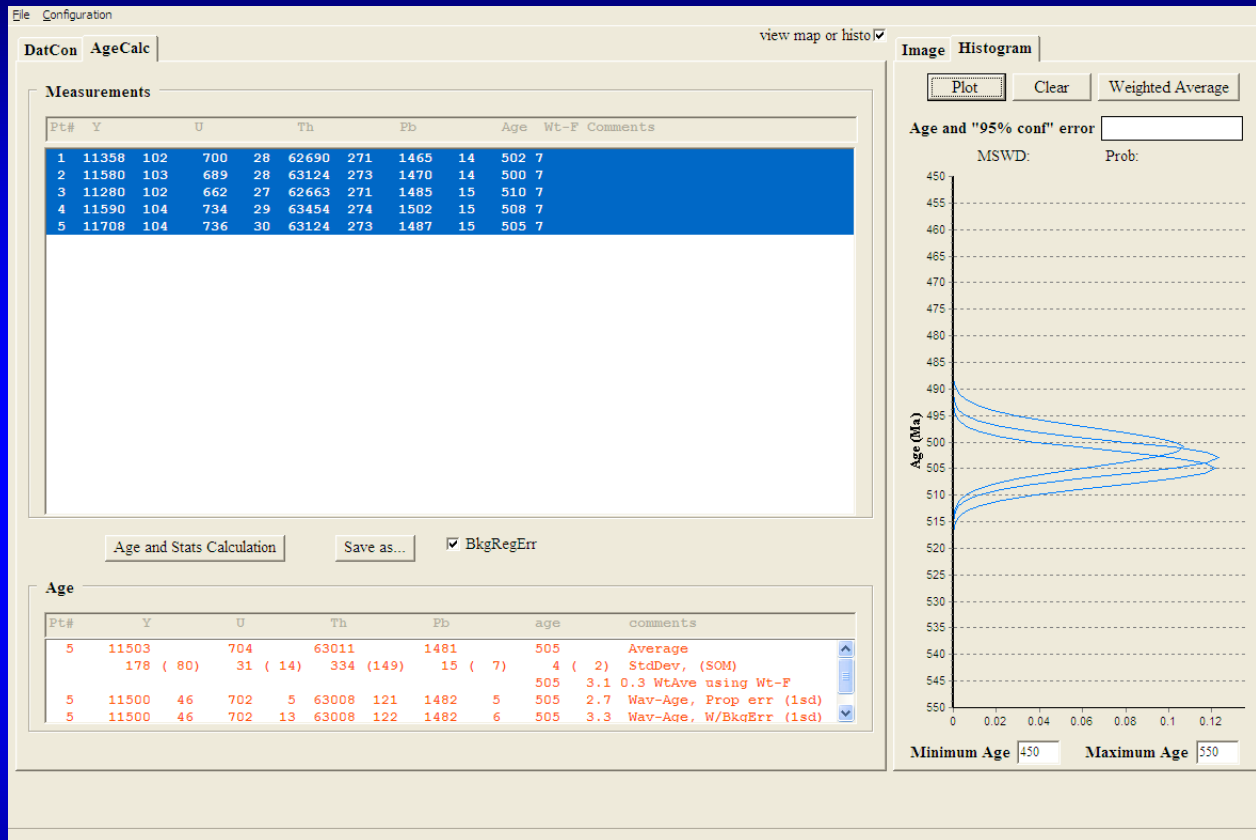 File Configuration
view map or histo
DatCon AgeCalc
Image Histogram
Measurements
Pt# Y U Th Pb Age Wt-F Comments
1 11358 102 700 28 62690 271 1465 14 502 7
2 11580 103 689 28 63124 273 1470 14 500 7
3 11280 102 662 27 62663 271 1485 15 510 7
4 11590 104 734 29 63454 274 1502 15 508 7
5 11708 104 736 30 63124 273 1487 15 505 7
Age and Stats Calculation Save as... BkgRegErr
Age
Pt# Y U Th Pb age comments
5 11503 704 63011 1481 505 Average
178 ( 80) 31 ( 14) 334 (149) 15 ( 7) 4 ( 2) StdDev, (SOM)
505 3.1 0.3 WtAve using Wt-F
5 11500 46 702 5 63008 121 1482 5 505 2.7 Wav-Age, Prop err (1sd)
5 11500 46 702 13 63008 122 1482 6 505 3.3 Wav-Age, W/BkgErr (1sd)
Plot Clear Weighted Average
Age and "95% conf" error
MSWD: Prob:
450
455
460
465
470
475
480
485
490
495
500
505
510
515
520
525
530
535
540
545
550
Age (Ma)
0 0.02 0.04 0.06 0.08 0.1 0.12
Minimum Age 450 Maximum Age 550